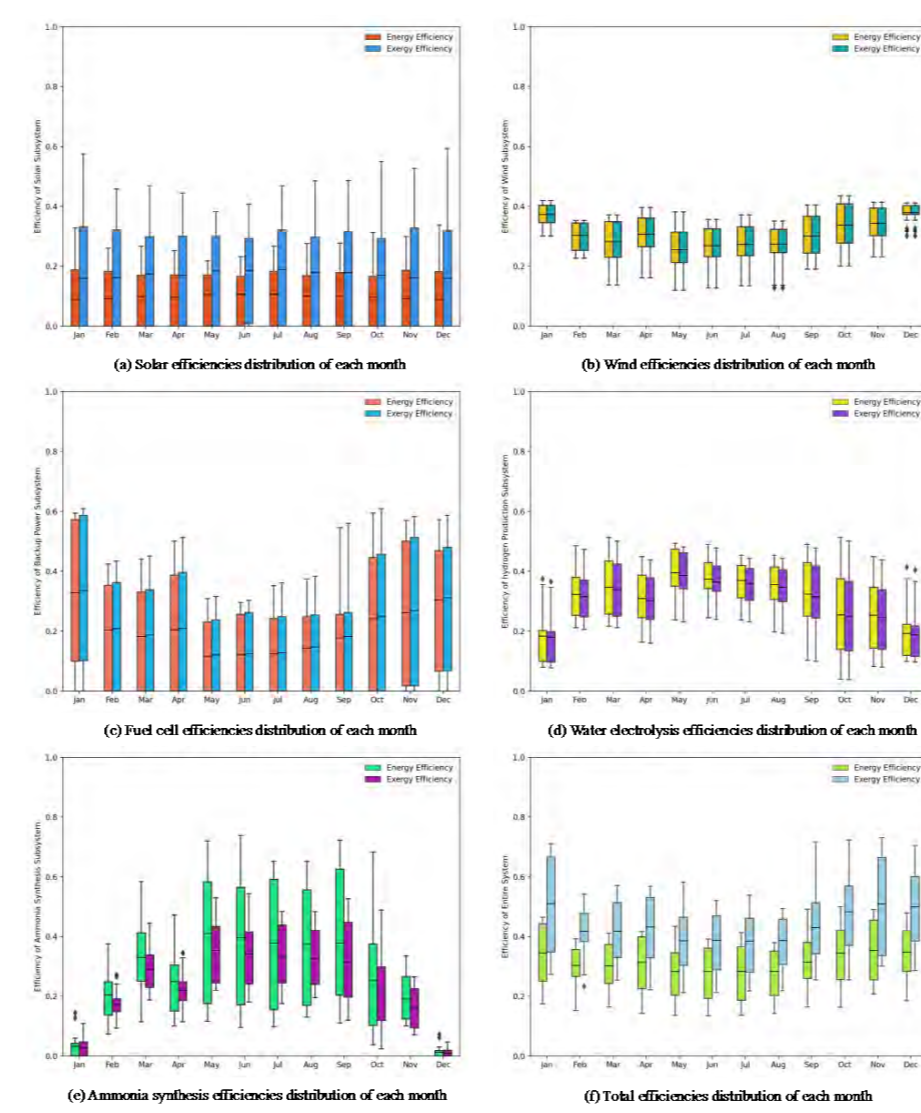 1.0
0.8
0.6
0.4
0.2
0.0
Efficiency of Solar Subsystem
Energy Efficiency
Exergy Efficiency
Jan Feb Mar Apr May Jun Jul Aug Sep Oct Nov Dec
(a) Solar efficiencies distribution of each month
1.0
0.8
0.6
0.4
0.2
0.0
Efficiency of Wind Subsystem
Energy Efficiency
Exergy Efficiency
Jan Feb Mar Apr May Jun Jul Aug Sep Oct Nov Dec
(b) Wind efficiencies distribution of each month
1.0
0.8
0.6
0.4
0.2
0.0
Efficiency of Backup Power Subsystem
Energy Efficiency
Exergy Efficiency
Jan Feb Mar Apr May Jun Jul Aug Sep Oct Nov Dec
(c) Fuel cell efficiencies distribution of each month
1.0
0.8
0.6
0.4
0.2
0.0
Efficiency of hydrogen Production Subsystem
Energy Efficiency
Exergy Efficiency
Jan Feb Mar Apr May Jun Jul Aug Sep Oct Nov Dec
(d) Water electrolysis efficiencies distribution of each month
1.0
0.8
0.6
0.4
0.2
0.0
Efficiency of Ammonia Synthesis Subsystem
Energy Efficiency
Exergy Efficiency
Jan Feb Mar Apr May Jun Jul Aug Sep Oct Nov Dec
(e) Ammonia synthesis efficiencies distribution of each month
1.0
0.8
0.6
0.4
0.2
0.0
Efficiency of Entire System
Energy Efficiency
Exergy Efficiency
Jan Feb Mar Apr May Jun Jul Aug Sep Oct Nov Dec
(f) Total efficiencies distribution of each month